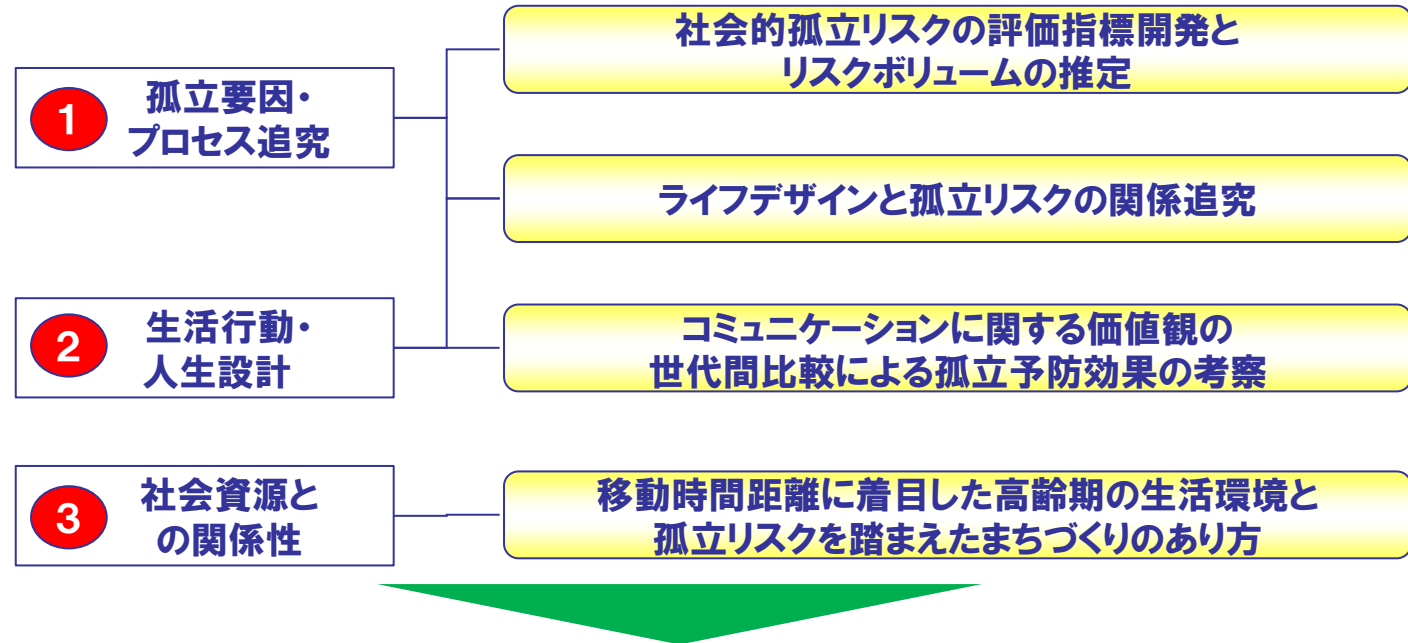 1
孤立要因・
プロセス追究
社会的孤立リスクの評価指標開発と
リスクボリュームの推定
ライフデザインと孤立リスクの関係追究
2
生活行動・
人生設計
コミュニケーションに関する価値観の
世代間比較による孤立予防効果の考察
3
社会資源と
の関係性
移動時間距離に着目した高齢期の生活環境と
孤立リスクを踏まえたまちづくりのあり方